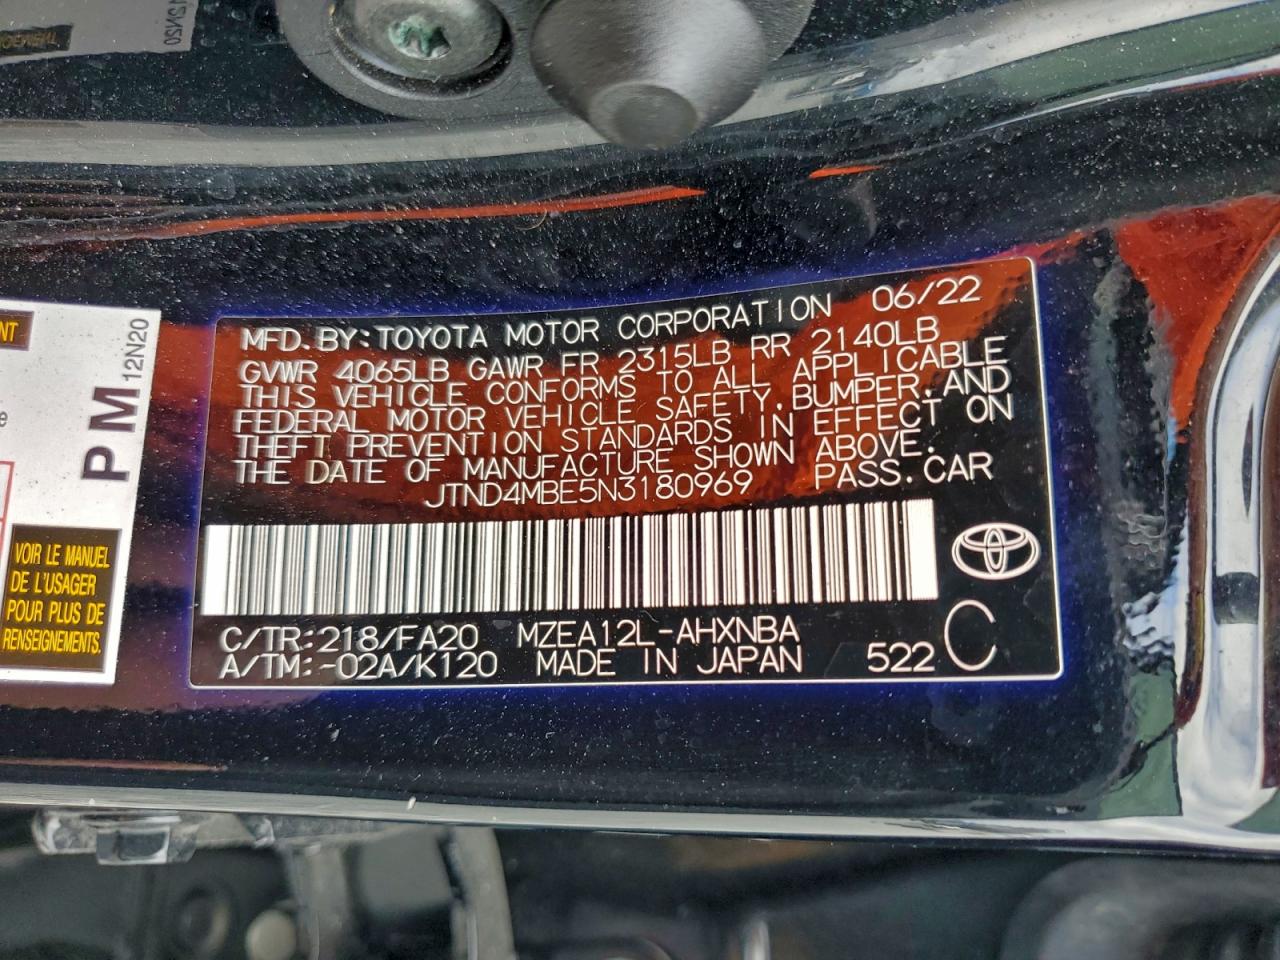 12N20
NT
e
PM
12N20
VOIR LE MANUEL
DE L'USAGER
POUR PLUS DE
RENSEIGNEMENTS.
MFD. BY: TOYOTA MOTOR CORPORATION 06/22
GVWR 4065LB GAWR FR 2315LB RR 2140LB
THIS VEHICLE CONFORMS TO ALL APPLICABLE
FEDERAL MOTOR VEHICLE SAFETY, BUMPER, AND
THEFT PREVENTION STANDARDS IN EFFECT ON
THE DATE OF MANUFACTURE SHOWN ABOVE.
JTND4MBE5N3180969 PASS. CAR
C/TR: 218/FA20 MZEA12L-AHXNBA
A/TM: -02A/K120 MADE IN JAPAN 522 C